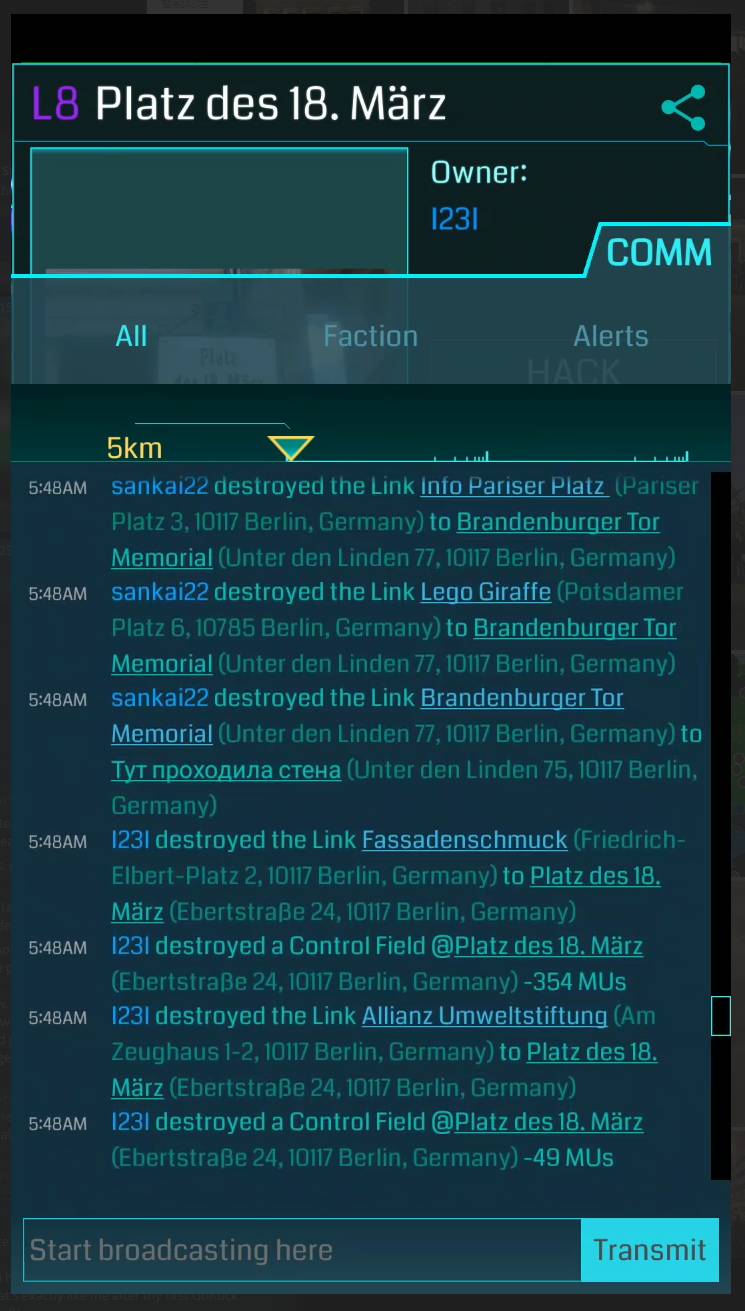 L8 Platz des 18. März
Owner:
I23I
COMM
All Faction Alerts
Platz
des 18. März
HACK
5km
5:48AM sankai22 destroyed the Link Info Pariser Platz (Pariser
Platz 3, 10117 Berlin, Germany) to Brandenburger Tor
Memorial (Unter den Linden 77, 10117 Berlin, Germany)
5:48AM sankai22 destroyed the Link Lego Giraffe (Potsdamer
Platz 6, 10785 Berlin, Germany) to Brandenburger Tor
Memorial (Unter den Linden 77, 10117 Berlin, Germany)
5:48AM sankai22 destroyed the Link Brandenburger Tor
Memorial (Unter den Linden 77, 10117 Berlin, Germany) to
Тут проходила стена (Unter den Linden 75, 10117 Berlin,
Germany)
5:48AM I23I destroyed the Link Fassadenschmuck (Friedrich-
Elbert-Platz 2, 10117 Berlin, Germany) to Platz des 18.
März (Ebertstraße 24, 10117 Berlin, Germany)
5:48AM I23I destroyed a Control Field @Platz des 18. März
(Ebertstraße 24, 10117 Berlin, Germany) -354 MUs
5:48AM I23I destroyed the Link Allianz Umweltstiftung (Am
Zeughaus 1-2, 10117 Berlin, Germany) to Platz des 18.
März (Ebertstraße 24, 10117 Berlin, Germany)
5:48AM I23I destroyed a Control Field @Platz des 18. März
(Ebertstraße 24, 10117 Berlin, Germany) -49 MUs
Start broadcasting here Transmit